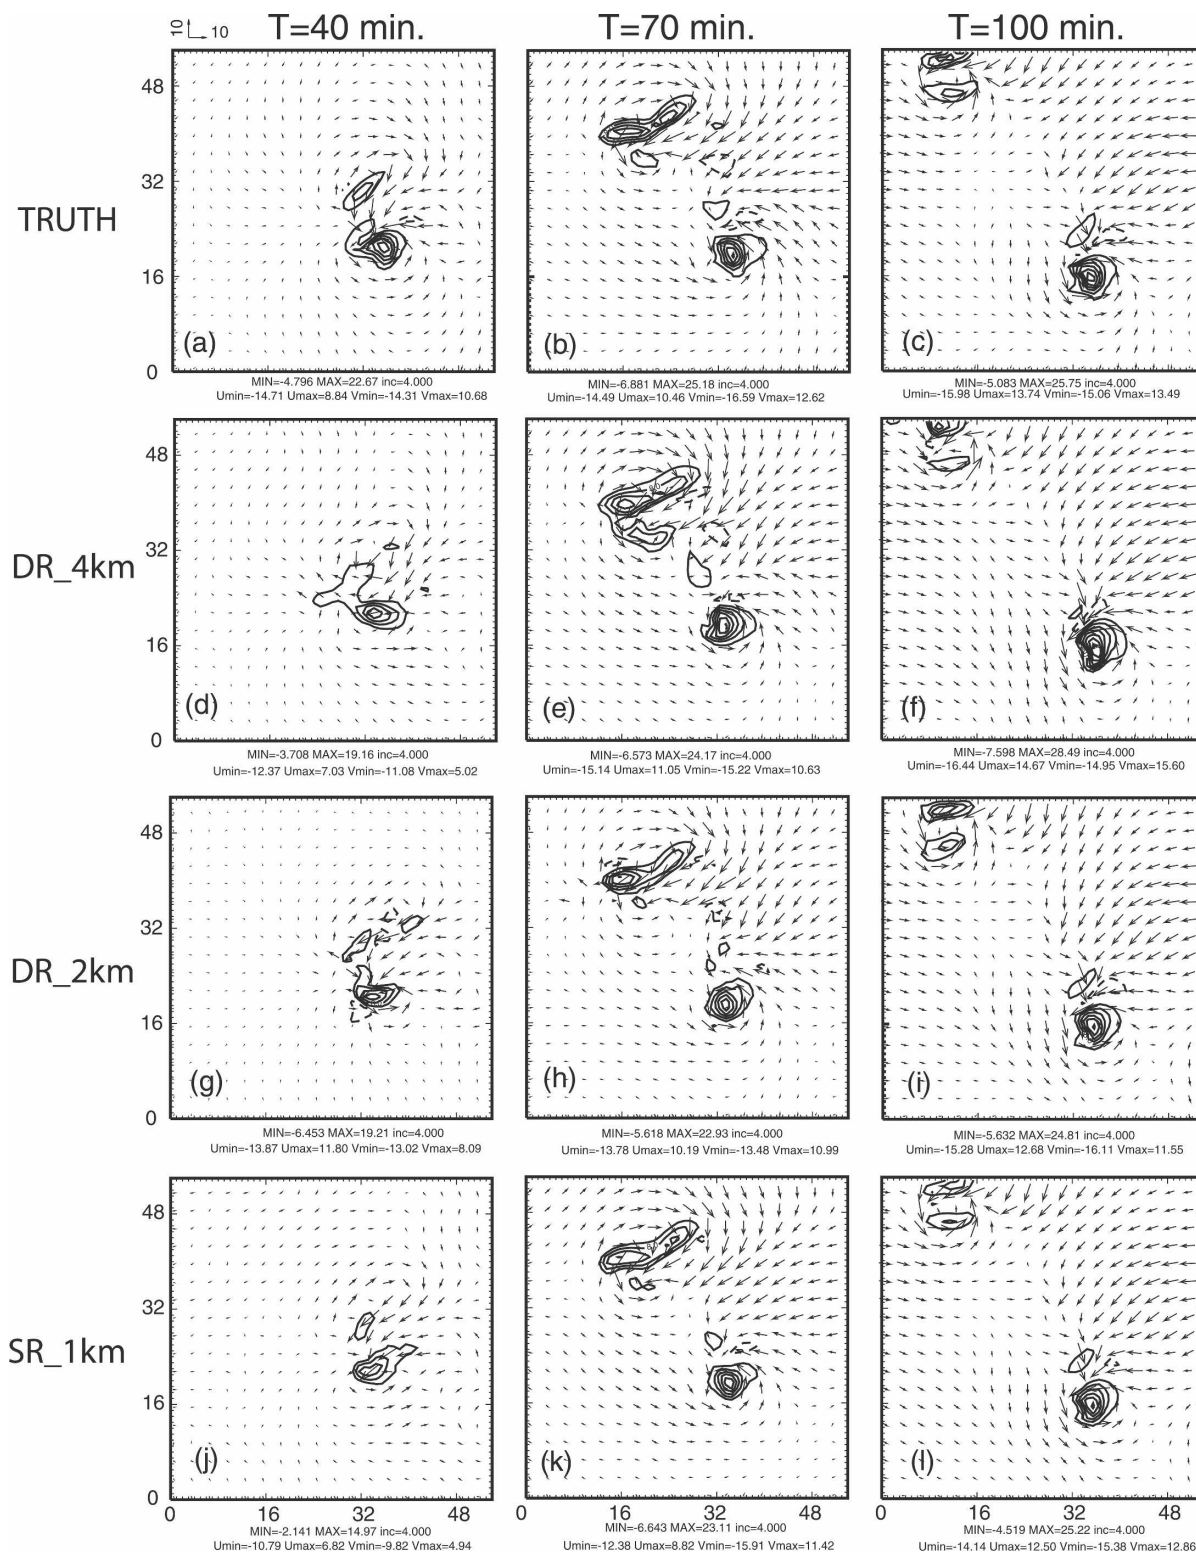 T=40 min. T=70 min. T=100 min.
10 10
TRUTH
48
32
16
0
(a) (b) (c)
MIN=-4.796 MAX=22.67 inc=4.000
Umin=-14.71 Umax=8.84 Vmin=-14.31 Vmax=10.68
MIN=-6.881 MAX=25.18 inc=4.000
Umin=-14.49 Umax=10.46 Vmin=-16.59 Vmax=12.62
MIN=-5.083 MAX=25.75 inc=4.000
Umin=-15.98 Umax=13.74 Vmin=-15.06 Vmax=13.49
DR_4km
48
32
16
0
8.0
(d) (e) (f)
MIN=-3.708 MAX=19.16 inc=4.000
Umin=-12.37 Umax=7.03 Vmin=-11.08 Vmax=5.02
MIN=-6.573 MAX=24.17 inc=4.000
Umin=-15.14 Umax=11.05 Vmin=-15.22 Vmax=10.63
MIN=-7.598 MAX=28.49 inc=4.000
Umin=-16.44 Umax=14.67 Vmin=-14.95 Vmax=15.60
DR_2km
48
32
16
0
(g) (h) (i)
MIN=-6.453 MAX=19.21 inc=4.000
Umin=-13.87 Umax=11.80 Vmin=-13.02 Vmax=8.09
MIN=-5.618 MAX=22.93 inc=4.000
Umin=-13.78 Umax=10.19 Vmin=-13.48 Vmax=10.99
MIN=-5.632 MAX=24.81 inc=4.000
Umin=-15.28 Umax=12.68 Vmin=-16.11 Vmax=11.55
SR_1km
48
32
16
0
8.0
(j) (k) (l)
0 16 32 48 16 32 48 0 16 32 48
MIN=-2.141 MAX=14.97 inc=4.000
Umin=-10.79 Umax=6.82 Vmin=-9.82 Vmax=4.94
MIN=-6.643 MAX=23.11 inc=4.000
Umin=-12.38 Umax=8.82 Vmin=-15.91 Vmax=11.42
MIN=-4.519 MAX=25.22 inc=4.000
Umin=-14.14 Umax=12.50 Vmin=-15.38 Vmax=12.86